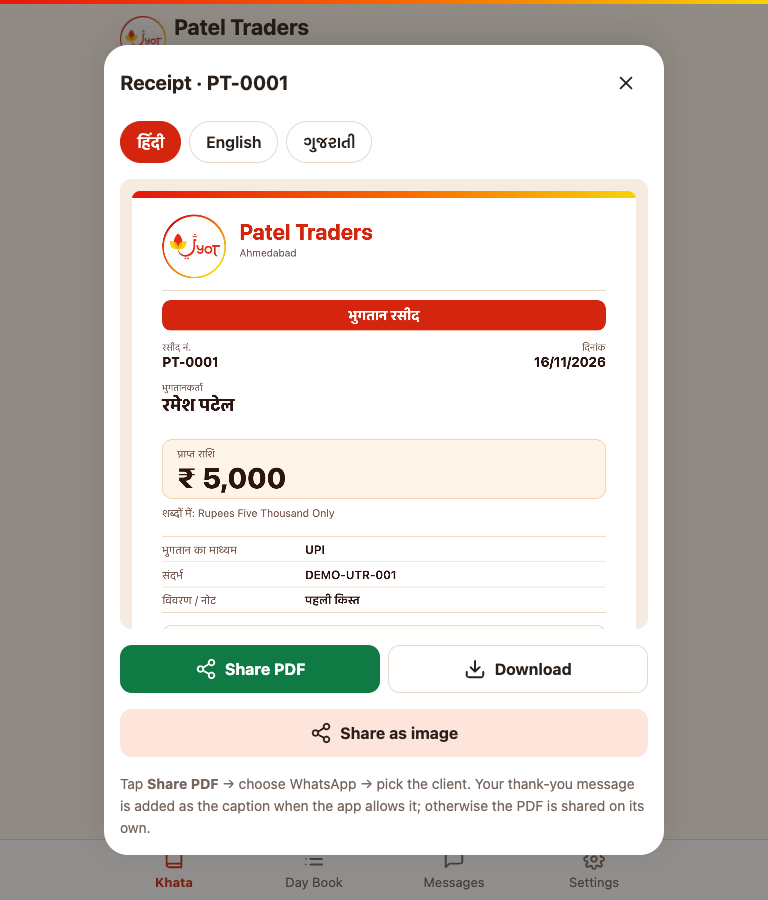 Patel Traders
Receipt · PT-0001
हिंदी English ગુજરાતી
Jyot
Patel Traders
Ahmedabad
भुगतान रसीद
रसीद नं. दिनांक
PT-0001 16/11/2026
भुगतानकर्ता
रमेश पटेल
प्राप्त राशि
₹ 5,000
शब्दों में: Rupees Five Thousand Only
भुगतान का माध्यम UPI
संदर्भ DEMO-UTR-001
विवरण / नोट पहली किस्त
Share PDF Download
Share as image
Tap Share PDF → choose WhatsApp → pick the client. Your thank-you message
is added as the caption when the app allows it; otherwise the PDF is shared on its
own.
Khata Day Book Messages Settings